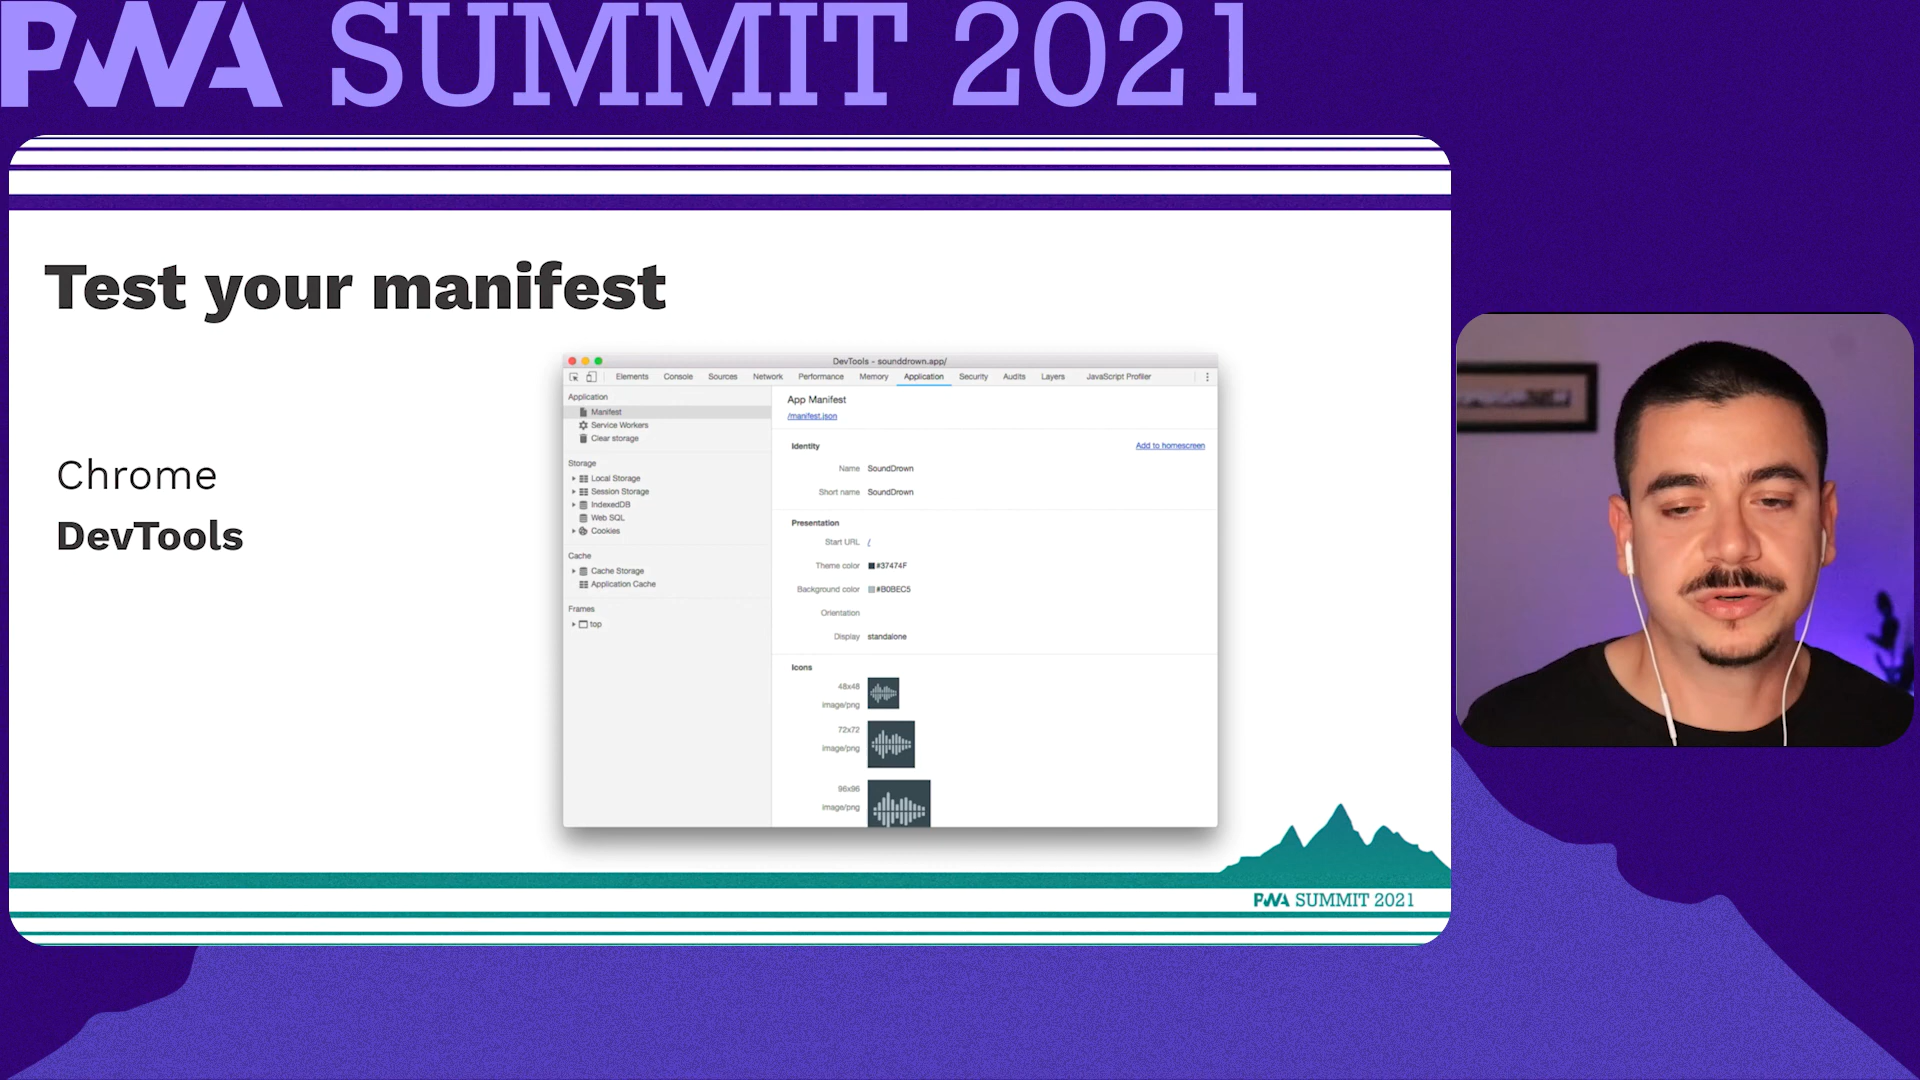 PWA SUMMIT 2021
Test your manifest
Chrome
DevTools
DevTools - sounddrown.app/
Elements Console Sources Network Performance Memory Application Security Audits Layers JavaScript Profiler
Application
Manifest
Service Workers
Clear storage
Storage
Local Storage
Session Storage
IndexedDB
Web SQL
Cookies
Cache
Cache Storage
Application Cache
Frames
top
App Manifest
/manifest.json
Identity Add to homescreen
Name SoundDrown
Short name SoundDrown
Presentation
Start URL /
Theme color #37474F
Background color #B0BEC5
Orientation
Display standalone
Icons
48x48
image/png
72x72
image/png
96x96
image/png
PWA SUMMIT 2021